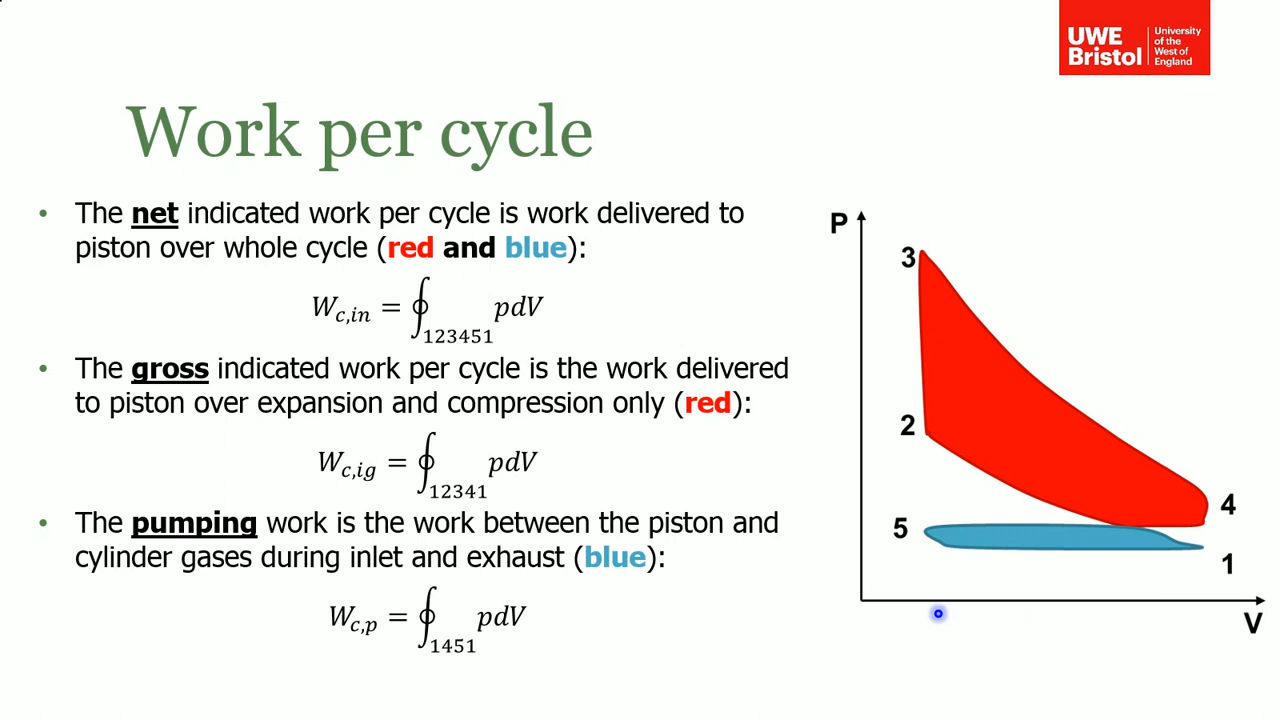 UWE
Bristol
University
of the
West of
England
Work per cycle
• The net indicated work per cycle is work delivered to
piston over whole cycle (red and blue):
W_{c,in} = ∮_{123451} pdV
• The gross indicated work per cycle is the work delivered
to piston over expansion and compression only (red):
W_{c,ig} = ∮_{12341} pdV
• The pumping work is the work between the piston and
cylinder gases during inlet and exhaust (blue):
W_{c,p} = ∮_{1451} pdV
P
3
2
4
5
1
V